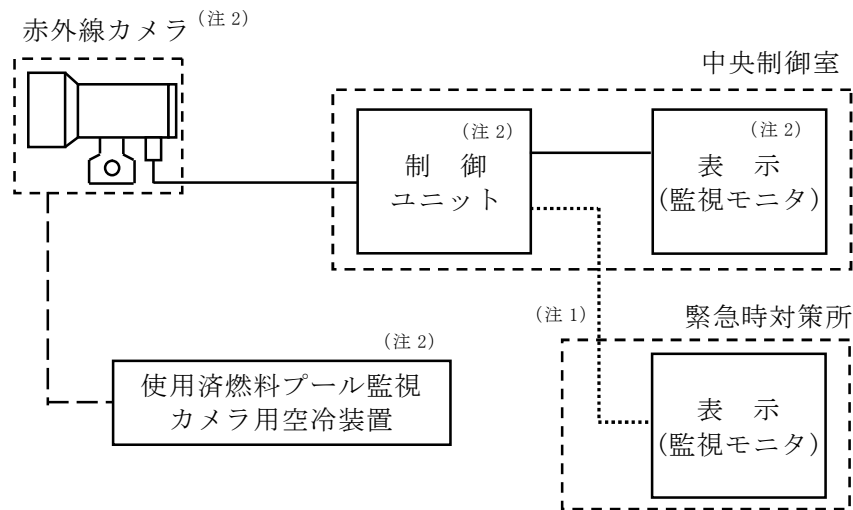 赤外線カメラ(注2)
中央制御室
(注2)
制 御
ユニット
(注2)
表 示
(監視モニタ)
(注1)
緊急時対策所
表 示
(監視モニタ)
(注2)
使用済燃料プール監視
カメラ用空冷装置